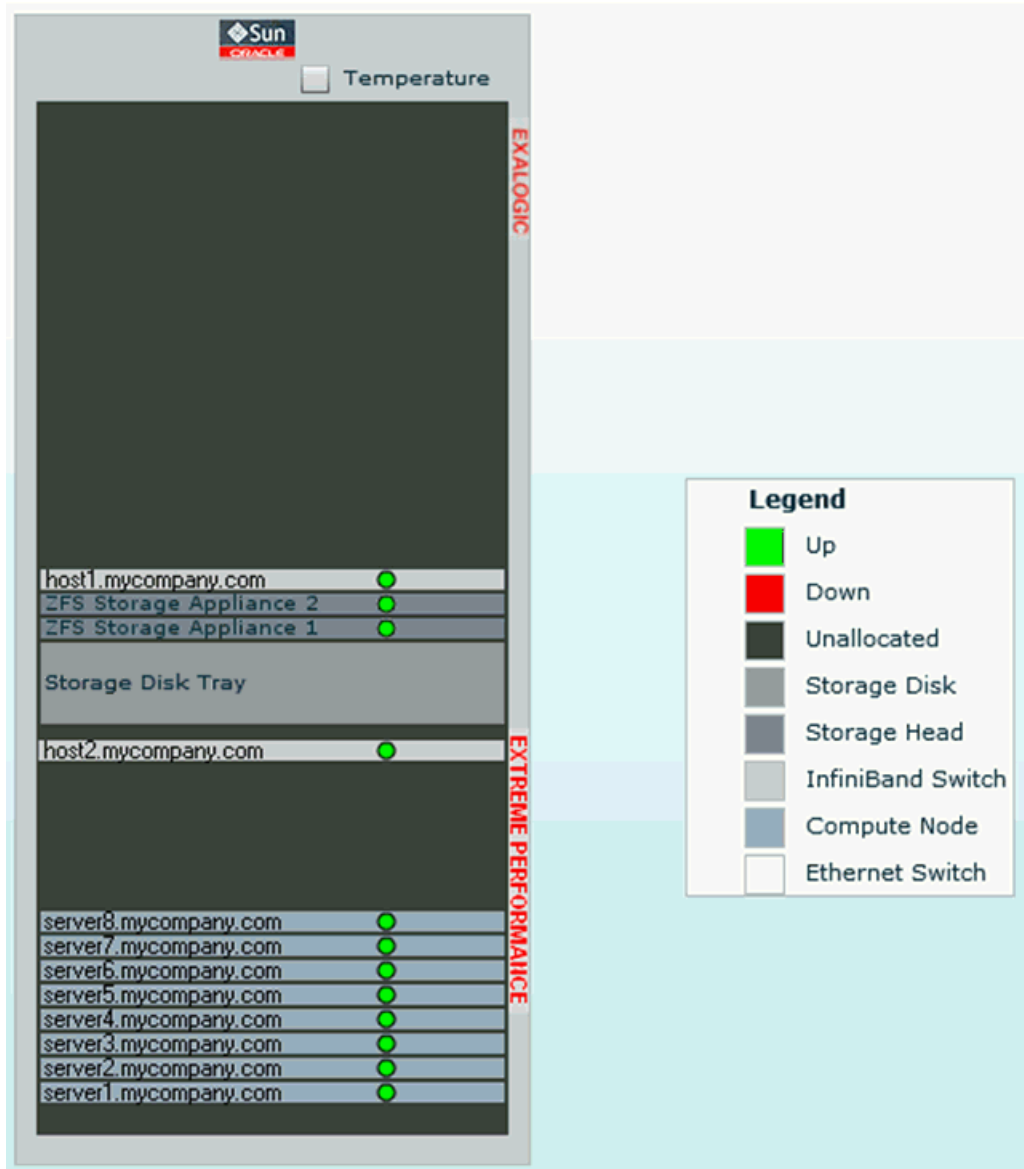 Sun
ORACLE
Temperature
EXALOGIC
host1.mycompany.com
ZFS Storage Appliance 2
ZFS Storage Appliance 1
Storage Disk Tray
host2.mycompany.com
EXTREME PERFORMANCE
server8.mycompany.com
server7.mycompany.com
server6.mycompany.com
server5.mycompany.com
server4.mycompany.com
server3.mycompany.com
server2.mycompany.com
server1.mycompany.com
Legend
Up
Down
Unallocated
Storage Disk
Storage Head
InfiniBand Switch
Compute Node
Ethernet Switch